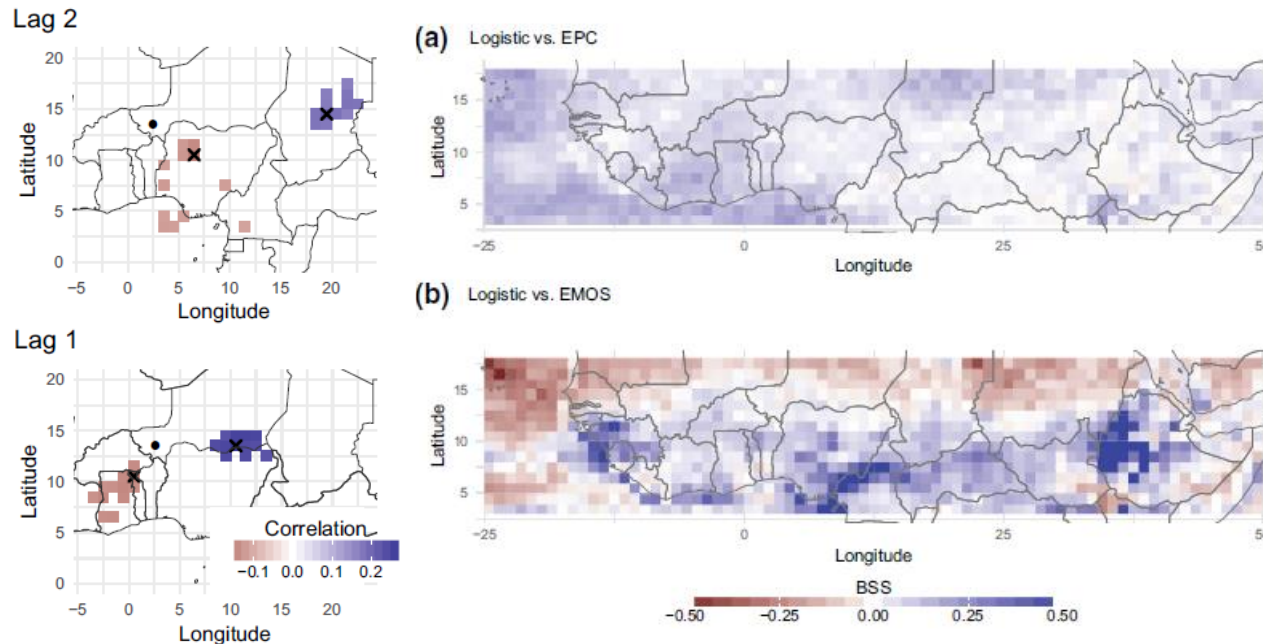 Lag 2
20
15
10
5
0
Latitude
−5 0 5 10 15 20
Longitude
Lag 1
20
15
10
5
0
Latitude
Correlation
−0.1 0.0 0.1 0.2
−5 0 5 10 15 20
Longitude
(a) Logistic vs. EPC
15
10
5
Latitude
−25 0 25 50
Longitude
(b) Logistic vs. EMOS
15
10
5
Latitude
−25 0 25 50
Longitude
BSS
−0.50 −0.25 0.00 0.25 0.50